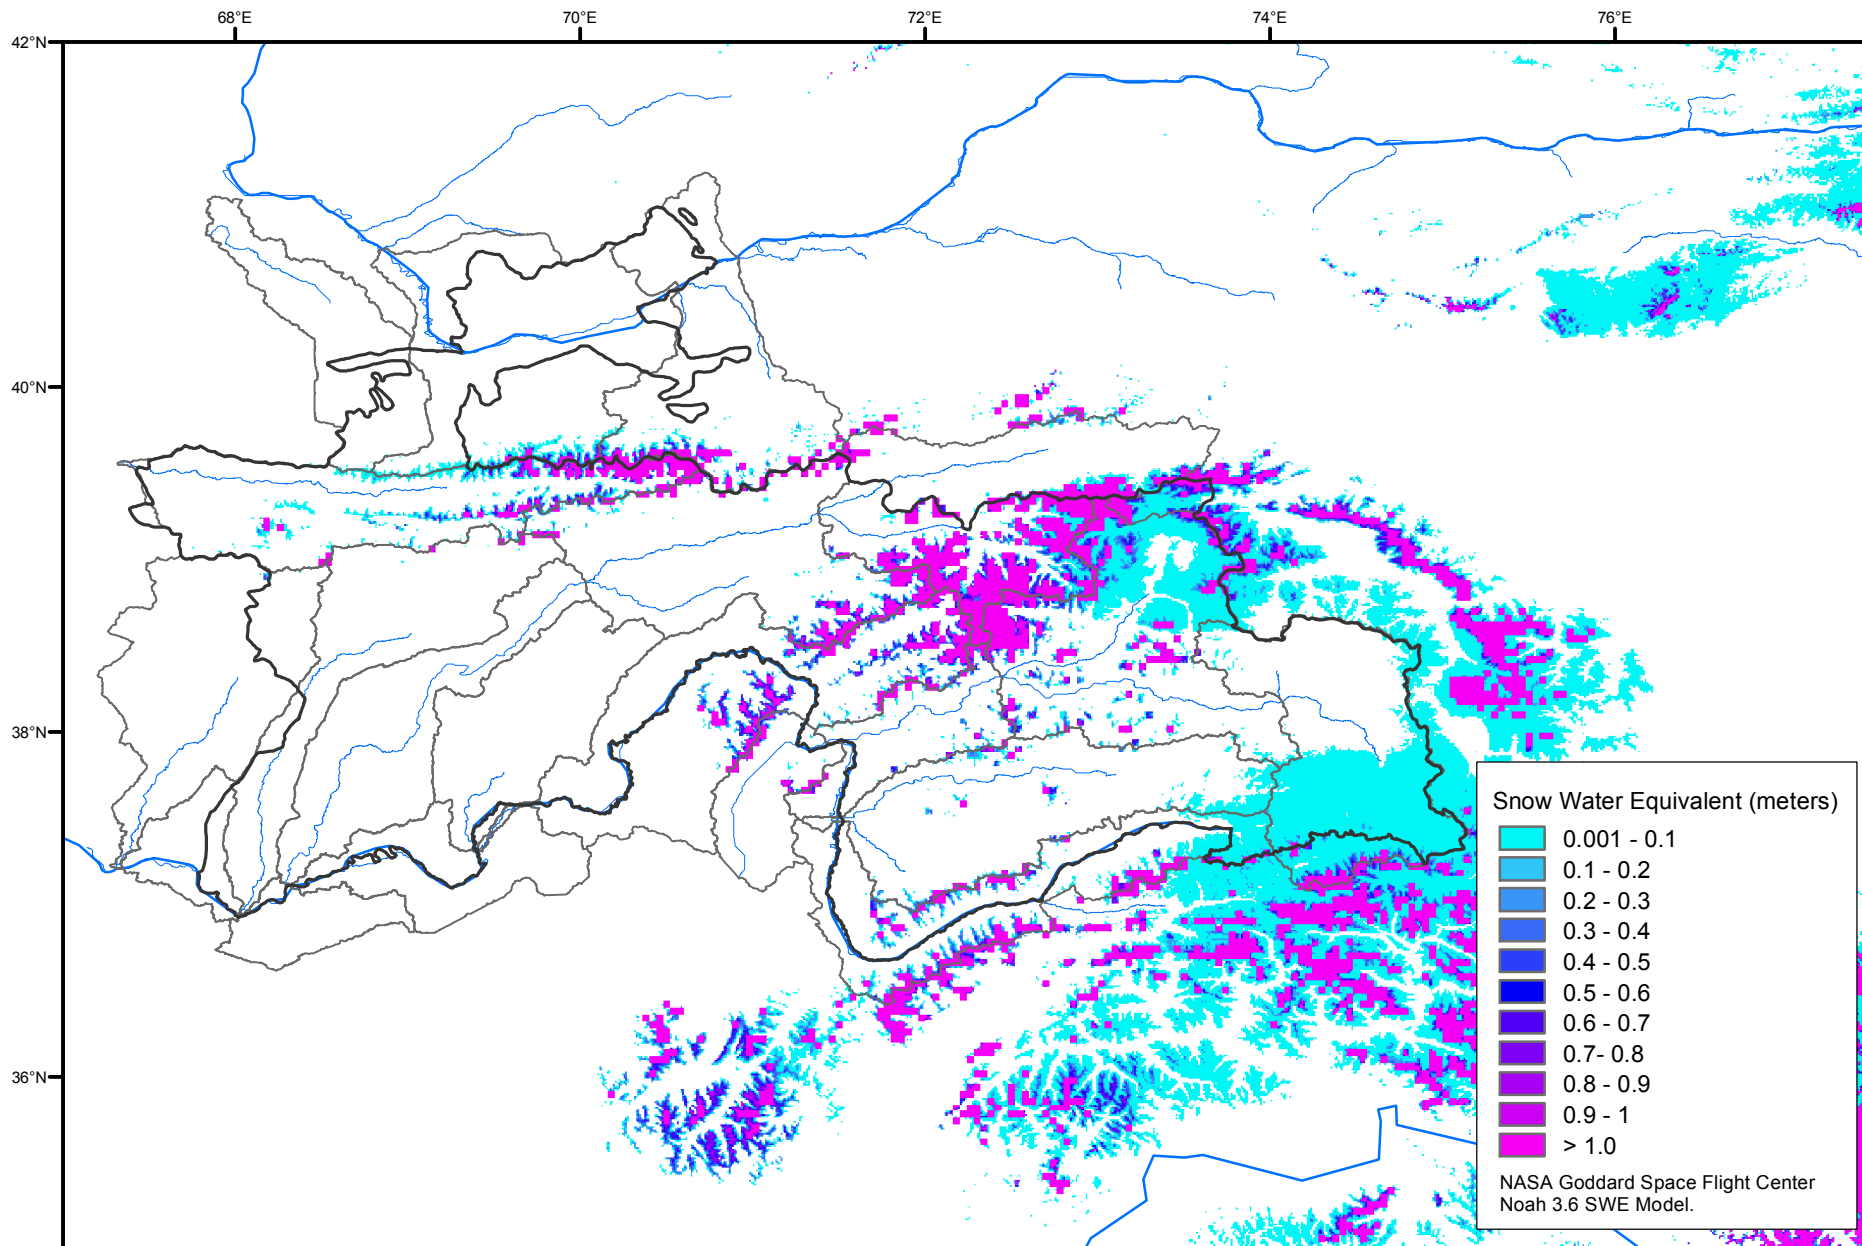 68°E
70°E
72°E
74°E
76°E
42°N
40°N
38°N
36°N
Snow Water Equivalent (meters)
0.001 - 0.1
0.1 - 0.2
0.2 - 0.3
0.3 - 0.4
0.4 - 0.5
0.5 - 0.6
0.6 - 0.7
0.7- 0.8
0.8 - 0.9
0.9 - 1
> 1.0
NASA Goddard Space Flight Center
Noah 3.6 SWE Model.